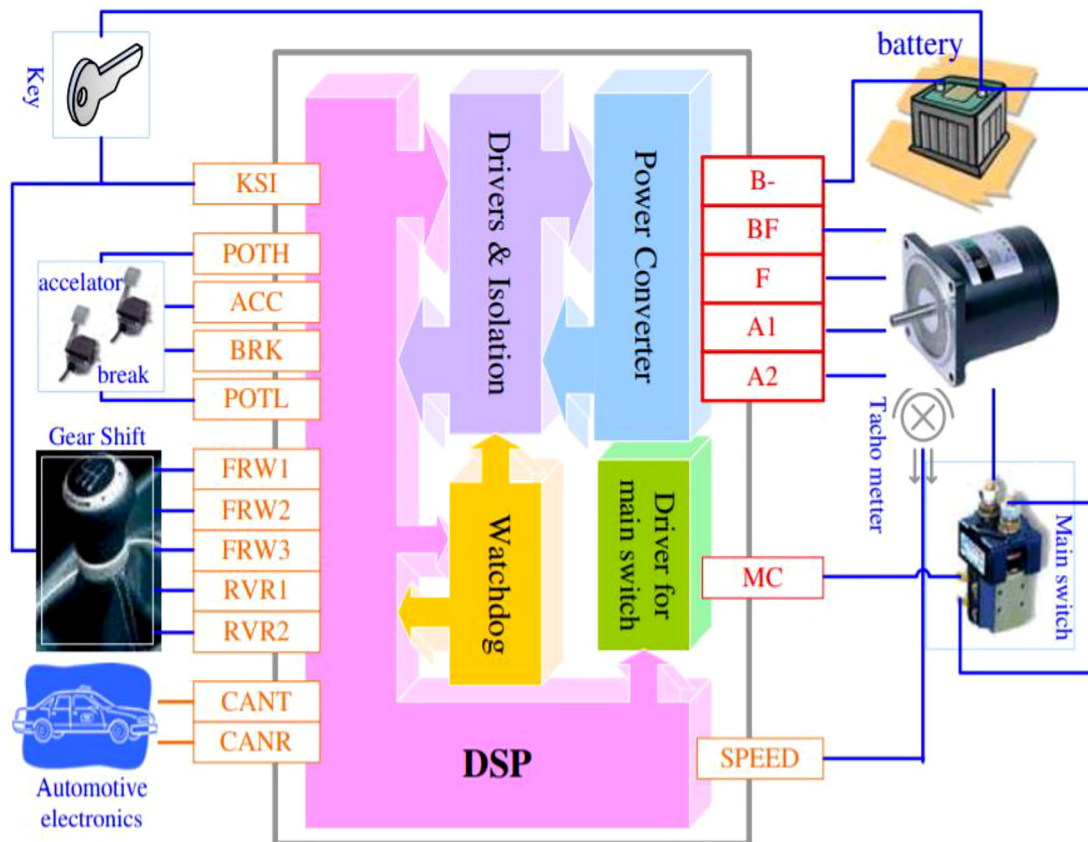 Key
battery
KSI
POTH
accelator
ACC
BRK
break
POTL
Gear Shift
FRW1
FRW2
FRW3
RVR1
RVR2
CANT
CANR
Automotive
electronics
Drivers & Isolation
Power Converter
Watchdog
Driver for
main switch
DSP
B-
BF
F
A1
A2
MC
SPEED
Tacho metter
Main switch